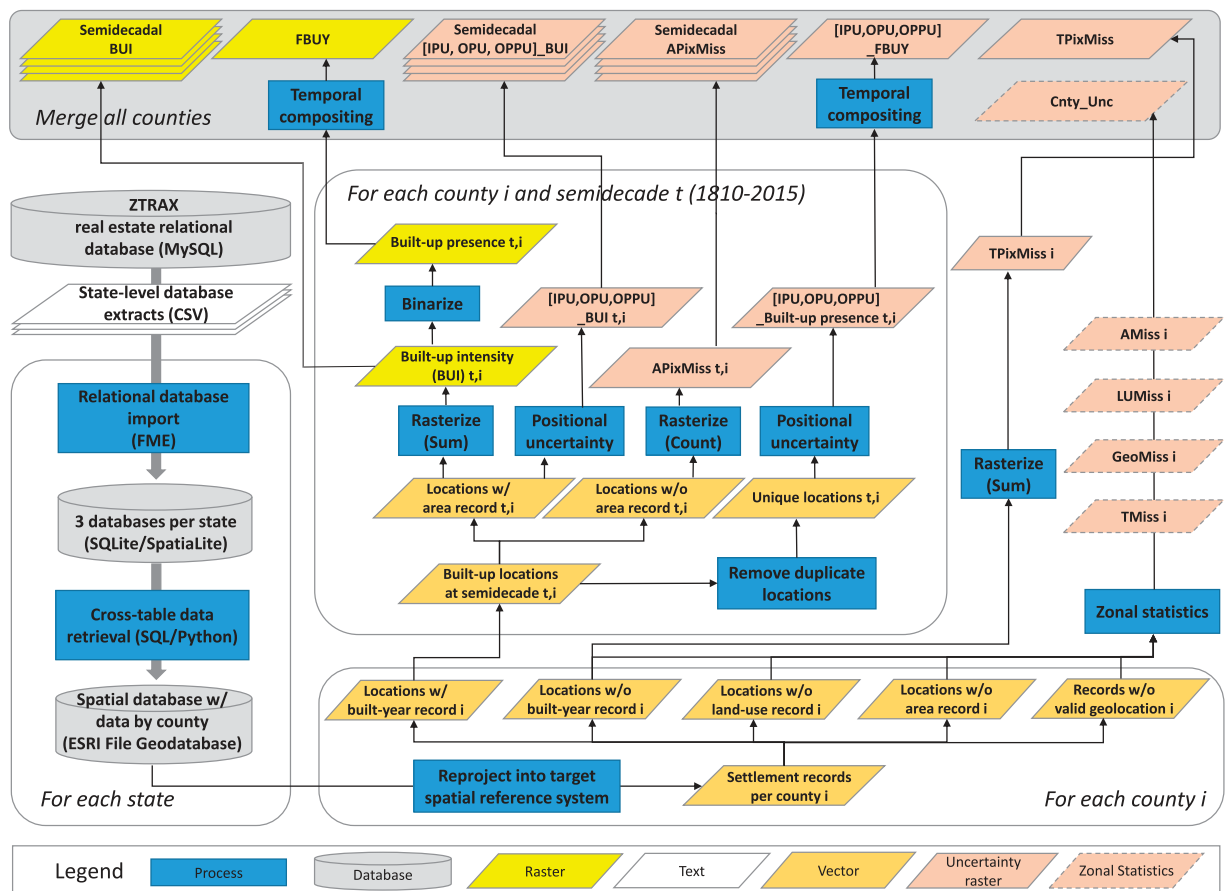 Semidecadal
BUI
FBUY
Semidecadal
[IPU, OPU, OPPU]_BUI
Semidecadal
APixMiss
[IPU,OPU,OPPU]
_FBUY
TPixMiss
Temporal
compositing
Temporal
compositing
Cnty_Unc
Merge all counties
For each county i and semidecade t (1810-2015)
ZTRAX
real estate relational
database (MySQL)
State-level database
extracts (CSV)
Relational database
import
(FME)
3 databases per state
(SQLite/SpatiaLite)
Cross-table data
retrieval (SQL/Python)
Spatial database w/
data by county
(ESRI File Geodatabase)
For each state
Built-up presence t,i
Binarize
Built-up intensity
(BUI) t,i
[IPU,OPU,OPPU]
_BUI t,i
APixMiss t,i
[IPU,OPU,OPPU]
_Built-up presence t,i
Rasterize
(Sum)
Positional
uncertainty
Rasterize
(Count)
Positional
uncertainty
Locations w/
area record t,i
Locations w/o
area record t,i
Unique locations t,i
Built-up locations
at semidecade t,i
Remove duplicate
locations
TPixMiss i
Rasterize
(Sum)
AMiss i
LUMiss i
GeoMiss i
TMiss i
Zonal statistics
Locations w/
built-year record i
Locations w/o
built-year record i
Locations w/o
land-use record i
Locations w/o
area record i
Records w/o
valid geolocation i
Reproject into target
spatial reference system
Settlement records
per county i
For each county i
Legend
Process
Database
Raster
Text
Vector
Uncertainty
raster
Zonal Statistics